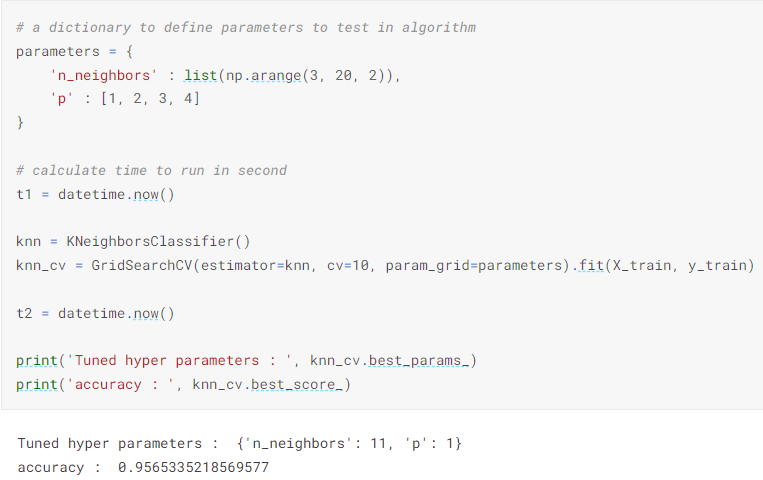 # a dictionary to define parameters to test in algorithm
parameters = {
    'n_neighbors' : list(np.arange(3, 20, 2)),
    'p' : [1, 2, 3, 4]
}
# calculate time to run in second
t1 = datetime.now()
knn = KNeighborsClassifier()
knn_cv = GridSearchCV(estimator=knn, cv=10, param_grid=parameters).fit(X_train, y_train)
t2 = datetime.now()
print('Tuned hyper parameters : ', knn_cv.best_params_)
print('accuracy : ', knn_cv.best_score_)
Tuned hyper parameters :  {'n_neighbors': 11, 'p': 1}
accuracy :  0.9565335218569577